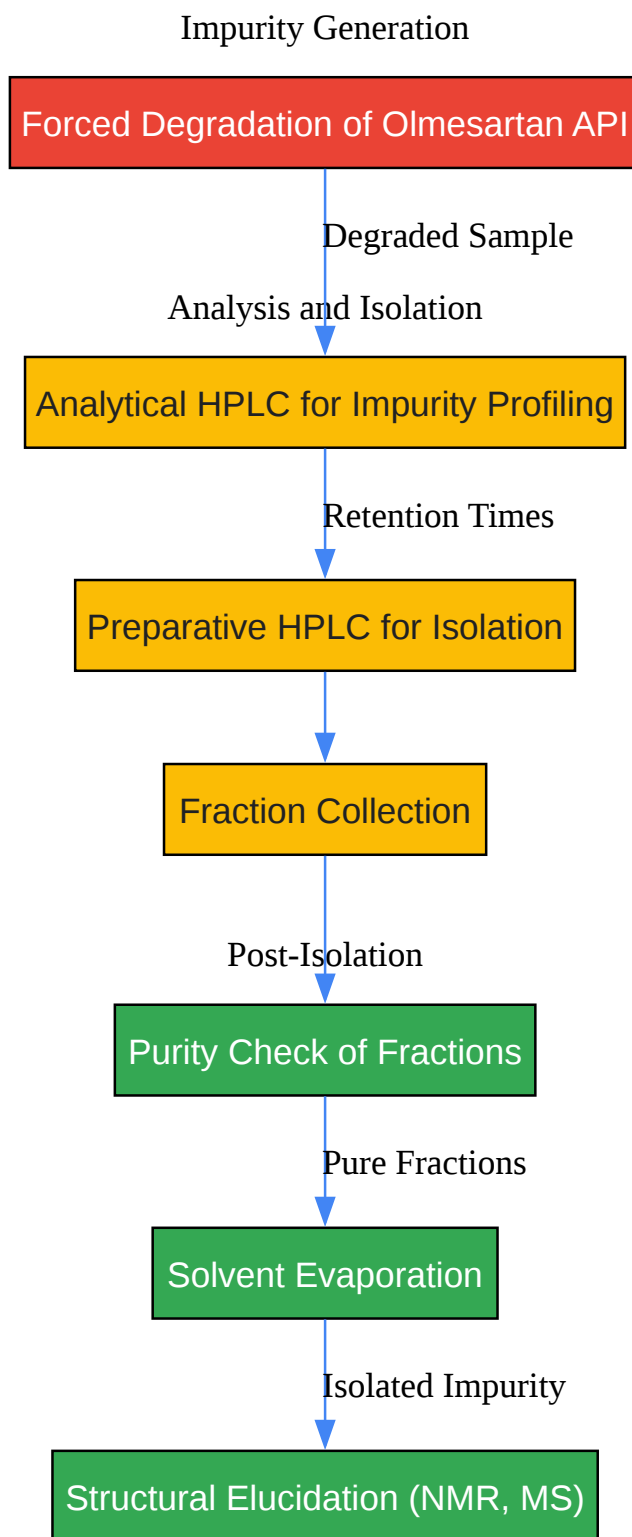 Impurity Generation
Forced Degradation of Olmesartan API
Degraded Sample
Analysis and Isolation
Analytical HPLC for Impurity Profiling
Retention Times
Preparative HPLC for Isolation
Fraction Collection
Post-Isolation
Purity Check of Fractions
Pure Fractions
Solvent Evaporation
Isolated Impurity
Structural Elucidation (NMR, MS)